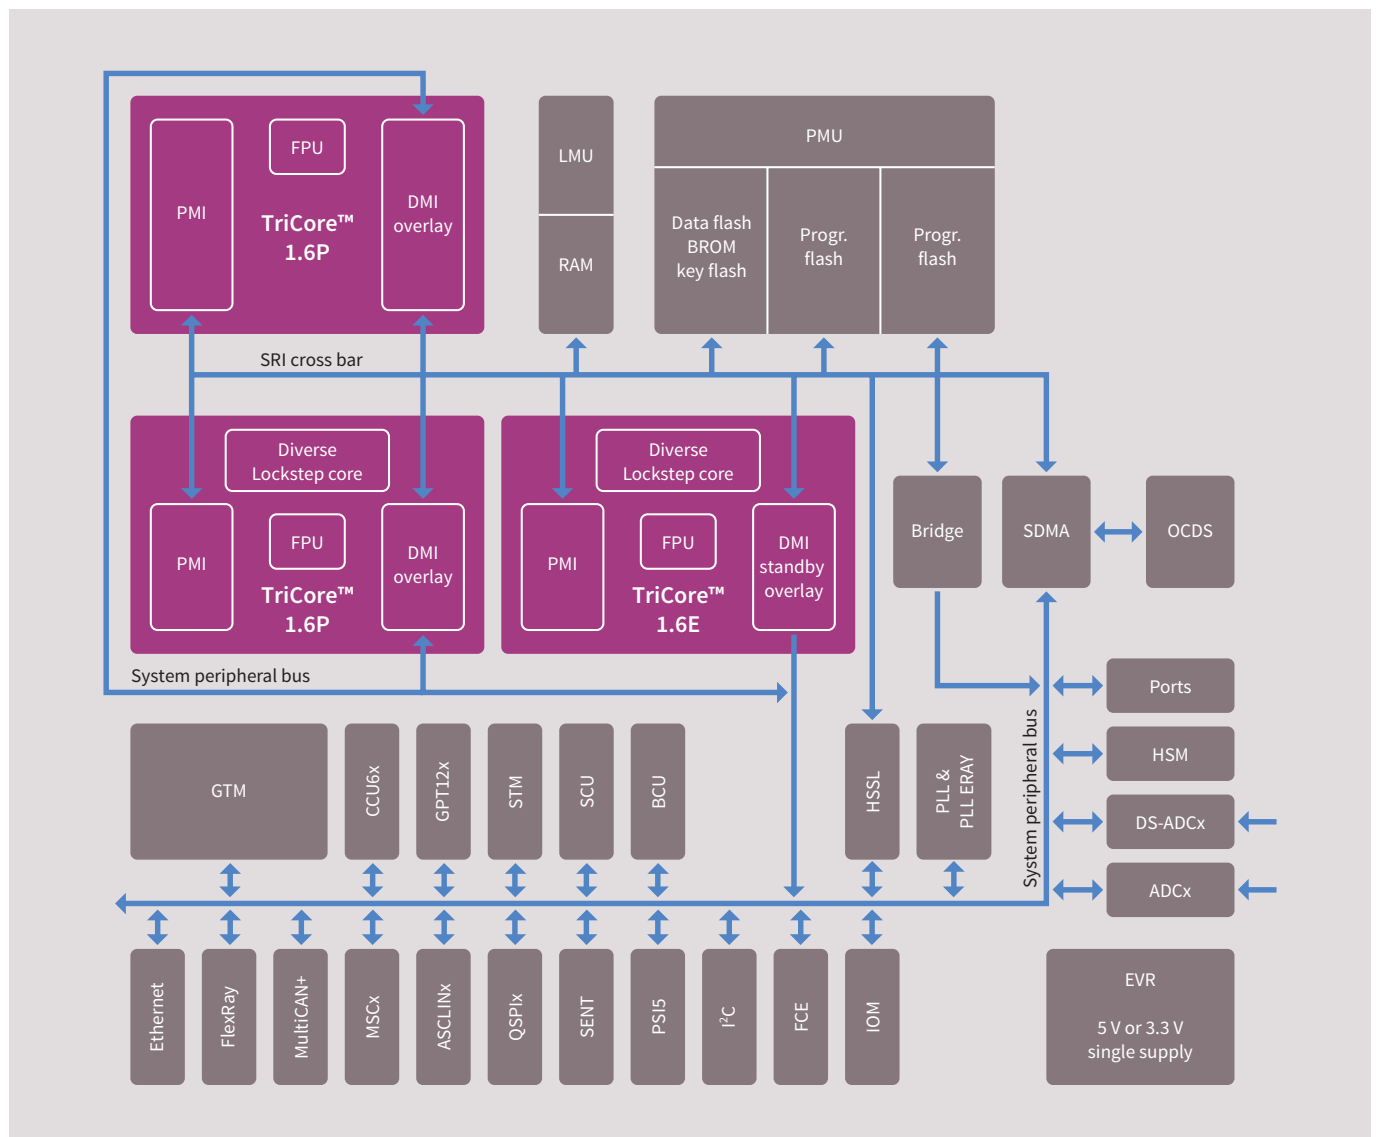 FPU
PMI
TriCore™
1.6P
DMI
overlay
LMU
RAM
PMU
Data flash
BROM
key flash
Progr.
flash
Progr.
flash
SRI cross bar
Diverse
Lockstep core
PMI
FPU
DMI
overlay
TriCore™
1.6P
Diverse
Lockstep core
PMI
FPU
DMI
standby
overlay
TriCore™
1.6E
Bridge
SDMA
OCDS
System peripheral bus
Ports
HSM
DS-ADCx
ADCx
System peripheral bus
GTM
CCU6x
GPT12x
STM
SCU
BCU
HSSL
PLL &
PLL ERAY
Ethernet
FlexRay
MultiCAN+
MSCx
ASCLINx
QSPIx
SENT
PSI5
I²C
FCE
IOM
EVR
5 V or 3.3 V
single supply